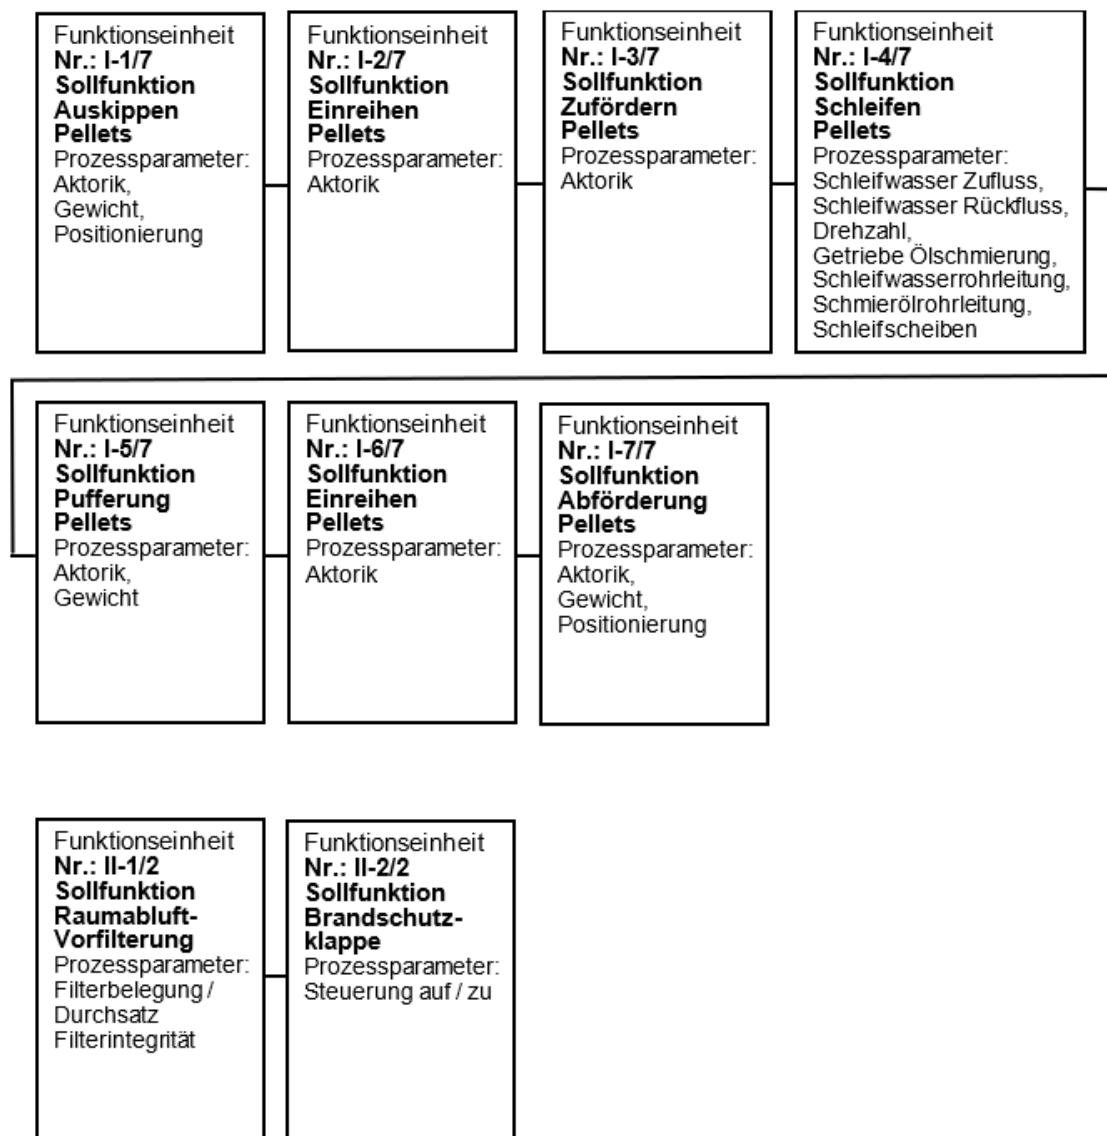 Funktionseinheit
Nr.: I-1/7
Sollfunktion
Auskippen
Pellets
Prozessparameter:
Aktorik,
Gewicht,
Positionierung
Funktionseinheit
Nr.: I-2/7
Sollfunktion
Einreihen
Pellets
Prozessparameter:
Aktorik
Funktionseinheit
Nr.: I-3/7
Sollfunktion
Zufördern
Pellets
Prozessparameter:
Aktorik
Funktionseinheit
Nr.: I-4/7
Sollfunktion
Schleifen
Pellets
Prozessparameter:
Schleifwasser Zufluss,
Schleifwasser Rückfluss,
Drehzahl,
Getriebe Ölschmierung,
Schleifwasserrohrleitung,
Schmierölrohrleitung,
Schleifscheiben
Funktionseinheit
Nr.: I-5/7
Sollfunktion
Pufferung
Pellets
Prozessparameter:
Aktorik,
Gewicht
Funktionseinheit
Nr.: I-6/7
Sollfunktion
Einreihen
Pellets
Prozessparameter:
Aktorik
Funktionseinheit
Nr.: I-7/7
Sollfunktion
Abförderung
Pellets
Prozessparameter:
Aktorik,
Gewicht,
Positionierung
Funktionseinheit
Nr.: II-1/2
Sollfunktion
Raumabluft-
Vorfilterung
Prozessparameter:
Filterbelegung /
Durchsatz
Filterintegrität
Funktionseinheit
Nr.: II-2/2
Sollfunktion
Brandschutz-
klappe
Prozessparameter:
Steuerung auf / zu